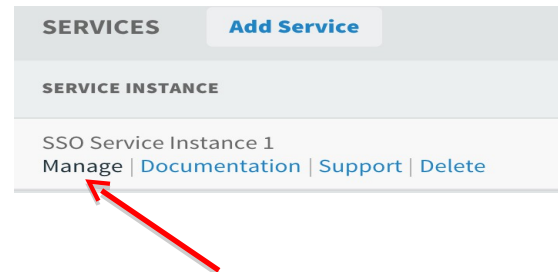 SERVICES Add Service
SERVICE INSTANCE
SSO Service Instance 1
Manage | Documentation | Support | Delete